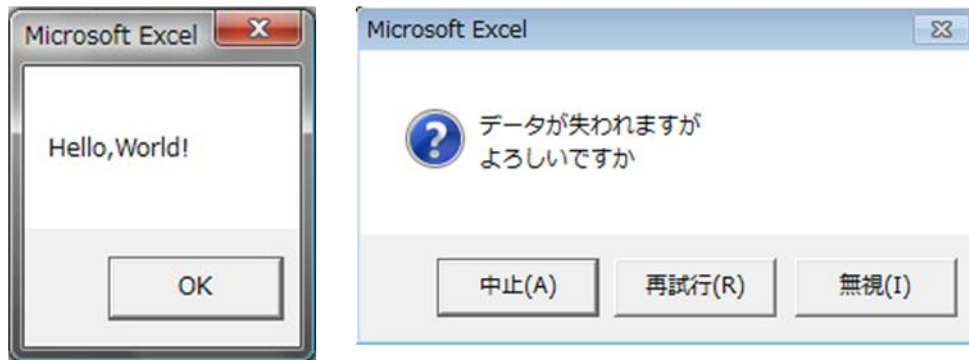 Microsoft Excel
Hello,World!
OK
Microsoft Excel
データが失われますが
よろしいですか
中止(A)
再試行(R)
無視(I)